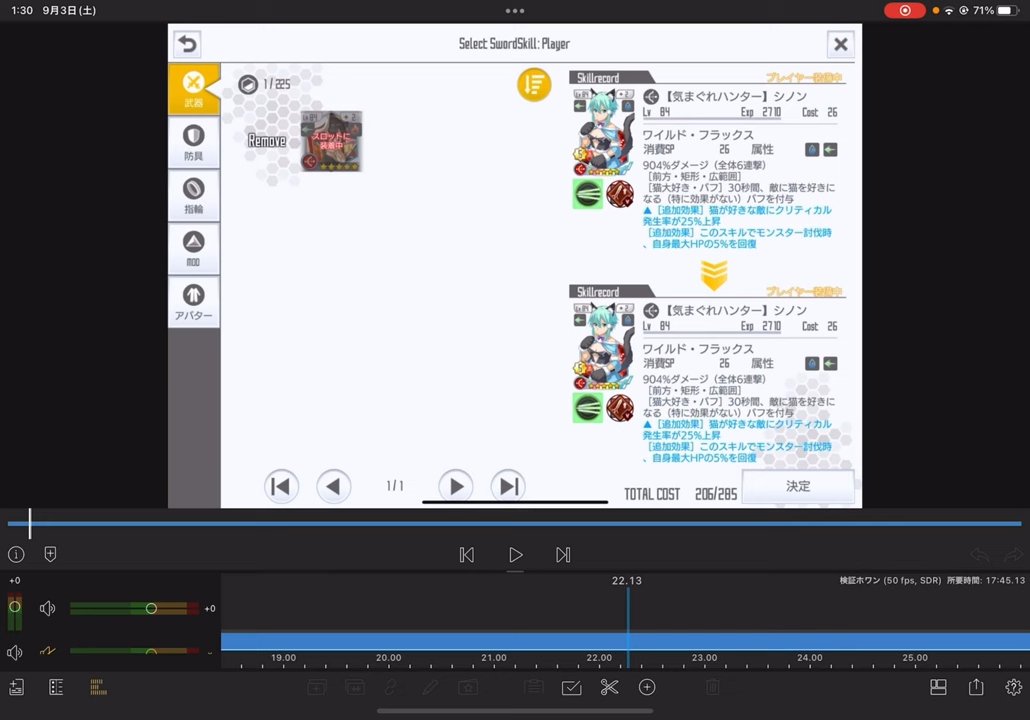 1:30 9月3日(土)
71%
Select SwordSkill: Player
武器
防具
指輪
MOD
アバター
1/225
Remove
スロットに
装着中
Skillrecord
プレイヤー装備中
【気まぐれハンター】シノン
Lv 84 Exp 2710 Cost 26
ワイルド・フラックス
消費SP 26 属性
904%ダメージ（全体6連撃）
［前方・矩形・広範囲］
［猫大好き・バフ］30秒間、敵に猫を好きに
なる（特に効果がない）バフを付与
▲［追加効果］猫が好きな敵にクリティカル
発生率が25%上昇
［追加効果］このスキルでモンスター討伐時
、自身最大HPの5%を回復
Skillrecord
プレイヤー装備中
【気まぐれハンター】シノン
Lv 84 Exp 2710 Cost 26
ワイルド・フラックス
消費SP 26 属性
904%ダメージ（全体6連撃）
［前方・矩形・広範囲］
［猫大好き・バフ］30秒間、敵に猫を好きに
なる（特に効果がない）バフを付与
▲［追加効果］猫が好きな敵にクリティカル
発生率が25%上昇
［追加効果］このスキルでモンスター討伐時
、自身最大HPの5%を回復
1/1
TOTAL COST 206/285
決定
+0
22.13
検証ホワン (50 fps, SDR) 所要時間: 17:45.13
+0
19.00 20.00 21.00 22.00 23.00 24.00 25.00